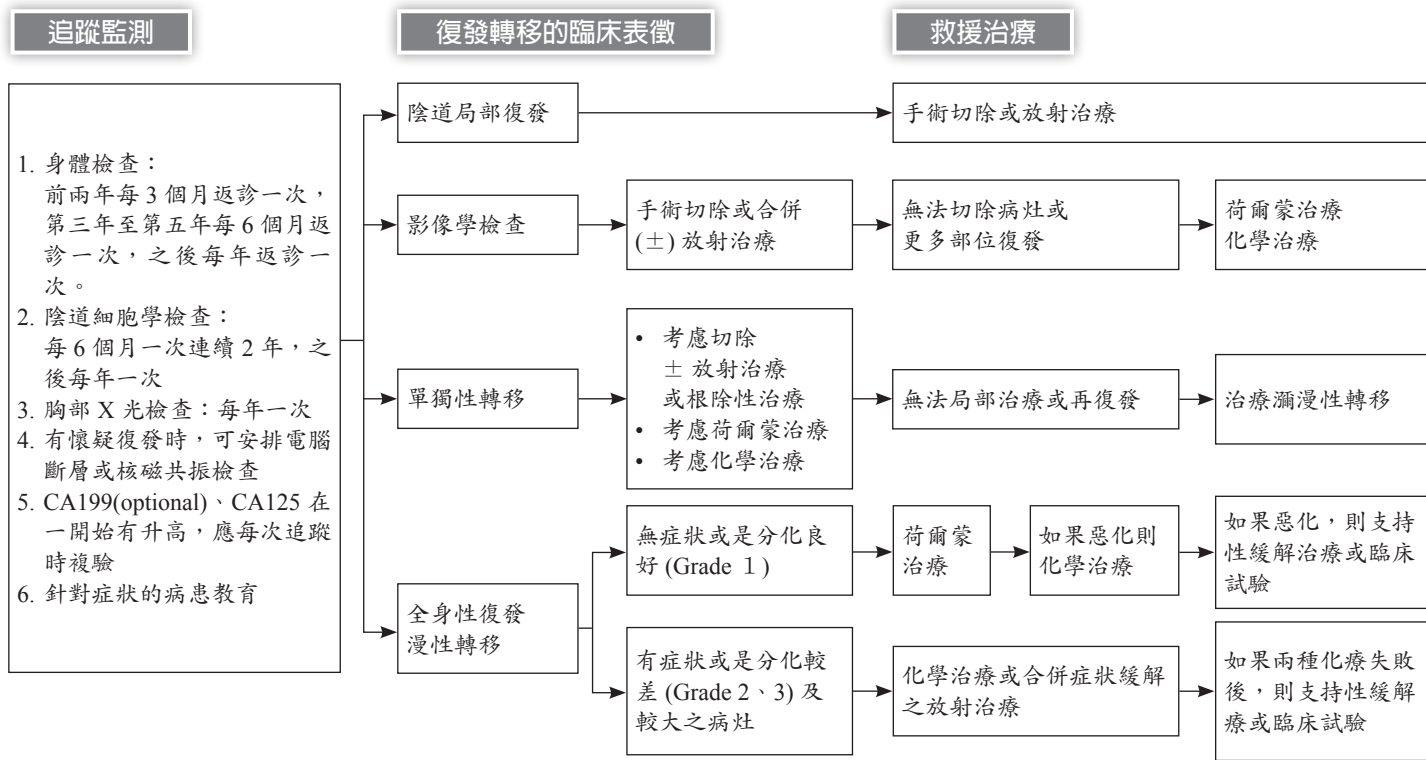 追蹤監測
復發轉移的臨床表徵
救援治療
1. 身體檢查：
前兩年每 3 個月返診一次，
第三年至第五年每 6 個月返
診一次，之後每年返診一
次。
2. 陰道細胞學檢查：
每 6 個月一次連續 2 年，之
後每年一次
3. 胸部 X 光檢查：每年一次
4. 有懷疑復發時，可安排電腦
斷層或核磁共振檢查
5. CA199(optional)、CA125 在
一開始有升高，應每次追蹤
時複驗
6. 針對症狀的病患教育
陰道局部復發
手術切除或放射治療
影像學檢查
手術切除或合併
(±) 放射治療
無法切除病灶或
更多部位復發
荷爾蒙治療
化學治療
單獨性轉移
• 考慮切除
± 放射治療
或根除性治療
• 考慮荷爾蒙治療
• 考慮化學治療
無法局部治療或再復發
治療瀰漫性轉移
全身性復發
漫性轉移
無症狀或是分化良
好 (Grade 1)
荷爾蒙
治療
如果惡化則
化學治療
如果惡化，則支持
性緩解治療或臨床
試驗
有症狀或是分化較
差 (Grade 2、3) 及
較大之病灶
化學治療或合併症狀緩解
之放射治療
如果兩種化療失敗
後，則支持性緩解
療或臨床試驗